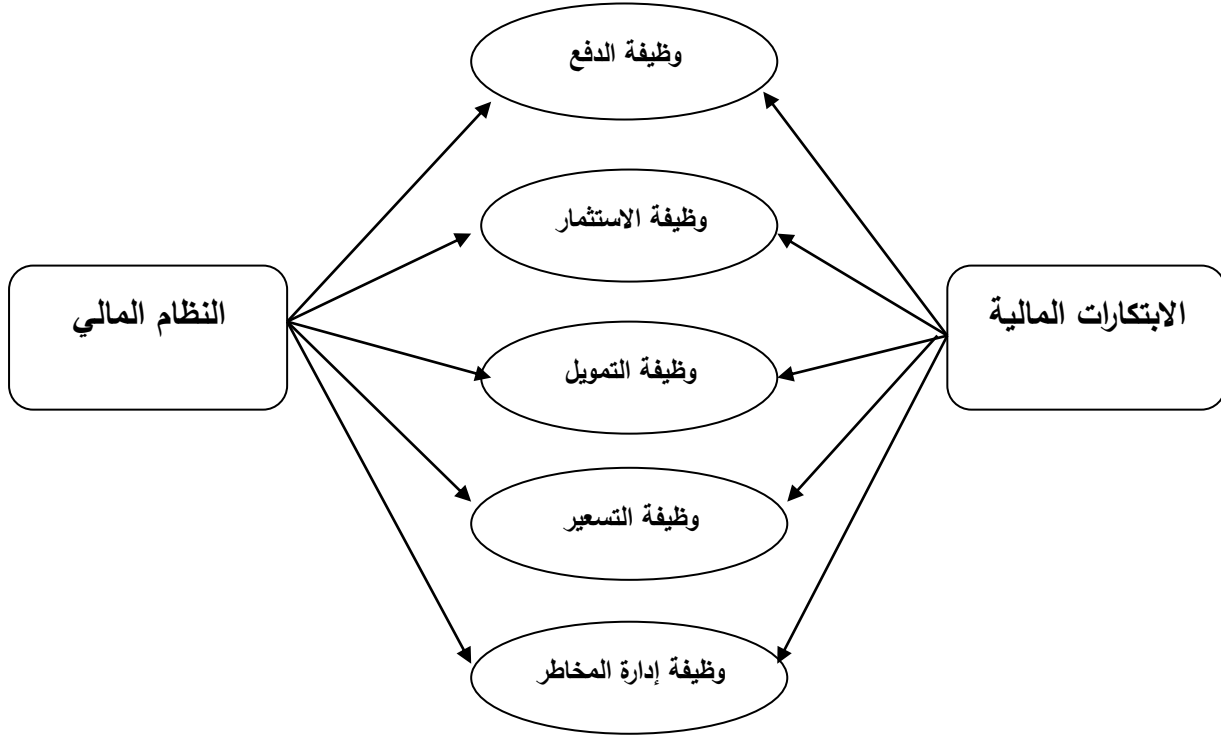 وظيفة الدفع
وظيفة الاستثمار
الابتكارات المالية
النظام المالي
وظيفة التمويل
وظيفة التسعير
وظيفة إدارة المخاطر